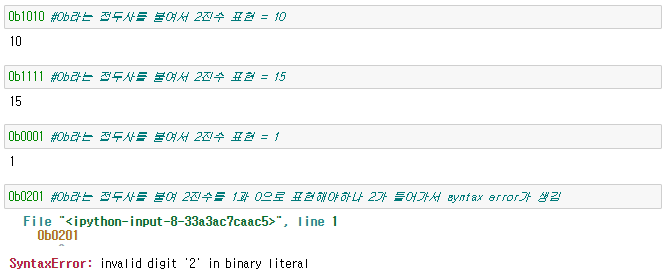 0b1010 #0b라는 접두사를 붙여서 2진수 표현 = 10
10
0b1111 #0b라는 접두사를 붙여서 2진수 표현 = 15
15
0b0001 #0b라는 접두사를 붙여서 2진수 표현 = 1
1
0b0201 #0b라는 접두사를 붙여 2진수를 1과 0으로 표현해야하나 2가 들어가서 syntax error가 생김
File "<ipython-input-8-33a3ac7caac5>", line 1
0b0201
^
SyntaxError: invalid digit '2' in binary literal